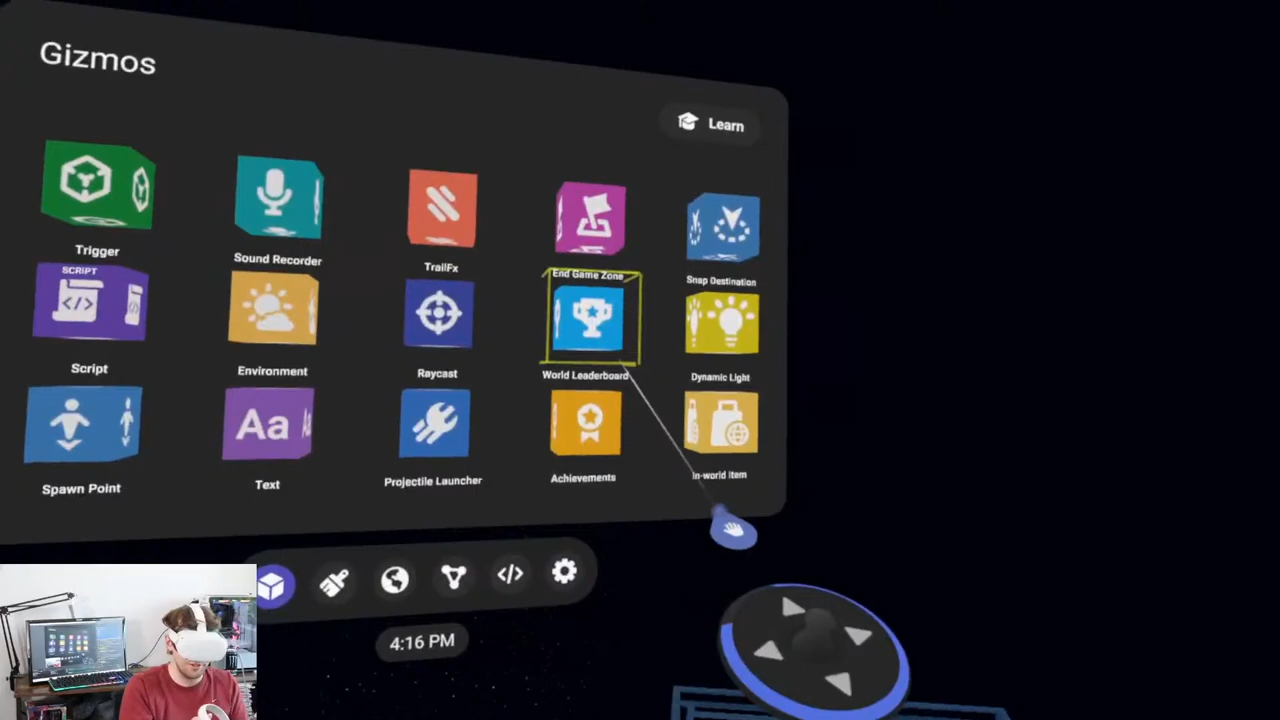 Gizmos
Learn
Trigger
Sound Recorder
TrailFx
End Game Zone
Snap Destination
SCRIPT
Script
Environment
Raycast
World Leaderboard
Dynamic Light
Aa
Spawn Point
Text
Projectile Launcher
Achievements
In-world Item
4:16 PM